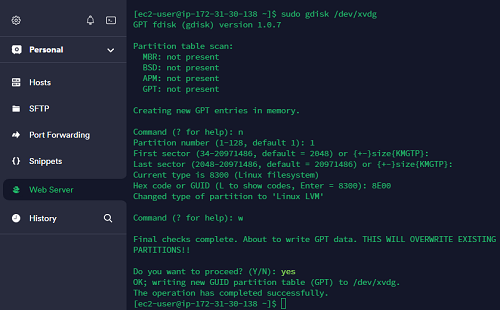 Personal
Hosts
SFTP
Port Forwarding
Snippets
Web Server
History
[ec2-user@ip-172-31-30-138 ~]$ sudo gdisk /dev/xvdg
GPT fdisk (gdisk) version 1.0.7
Partition table scan:
MBR: not present
BSD: not present
APM: not present
GPT: not present
Creating new GPT entries in memory.
Command (? for help): n
Partition number (1-128, default 1): 1
First sector (34-20971486, default = 2048) or {+-}size{KMGTP}:
Last sector (2048-20971486, default = 20971486) or {+-}size{KMGTP}:
Current type is 8300 (Linux filesystem)
Hex code or GUID (L to show codes, Enter = 8300): 8E00
Changed type of partition to 'Linux LVM'
Command (? for help): w
Final checks complete. About to write GPT data. THIS WILL OVERWRITE EXISTING
PARTITIONS!!
Do you want to proceed? (Y/N): yes
OK; writing new GUID partition table (GPT) to /dev/xvdg.
The operation has completed successfully.
[ec2-user@ip-172-31-30-138 ~]$